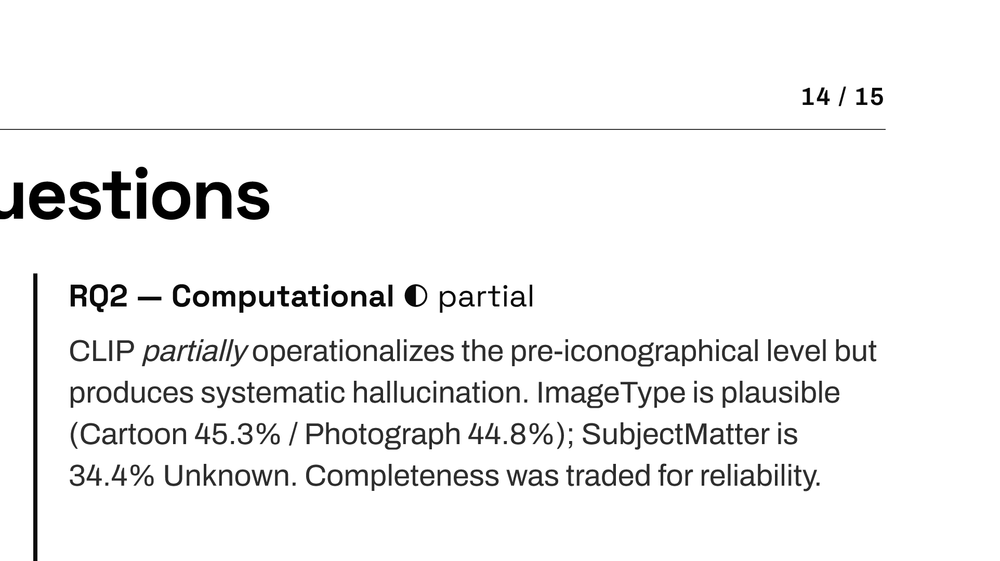 14 / 15
uestions
RQ2 — Computational ◐ partial
CLIP partially operationalizes the pre-iconographical level but
produces systematic hallucination. ImageType is plausible
(Cartoon 45.3% / Photograph 44.8%); SubjectMatter is
34.4% Unknown. Completeness was traded for reliability.